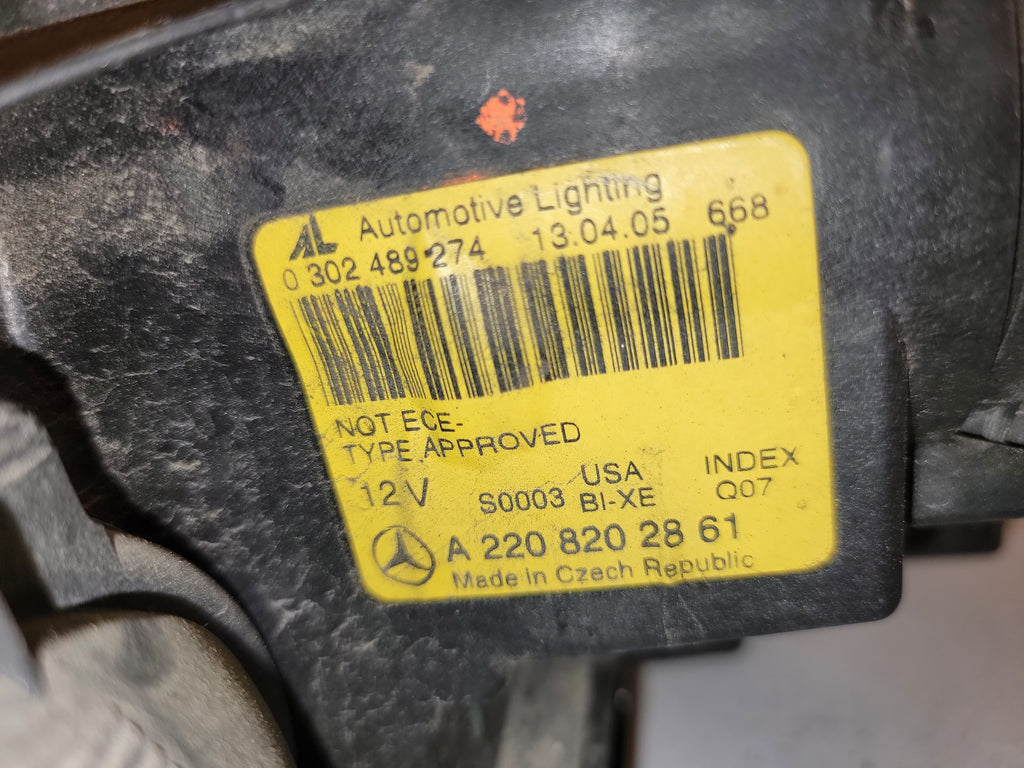 AL Automotive Lighting
0 302 489 274 13.04.05 668
NOT ECE-
TYPE APPROVED
12V S0003 USA BI-XE INDEX Q07
A 220 820 28 61
Made in Czech Republic